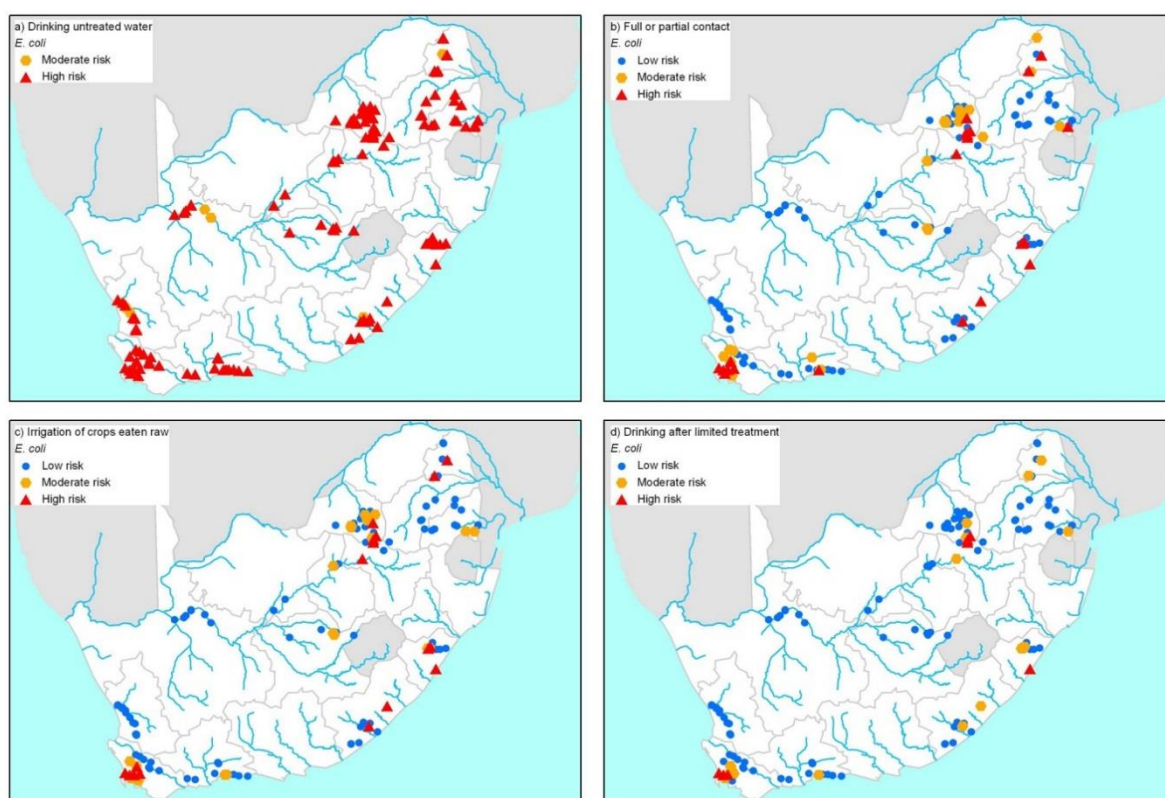 a) Drinking untreated water
E. coli
Moderate risk
High risk
b) Full or partial contact
E. coli
Low risk
Moderate risk
High risk
c) Irrigation of crops eaten raw
E. coli
Low risk
Moderate risk
High risk
d) Drinking after limited treatment
E. coli
Low risk
Moderate risk
High risk